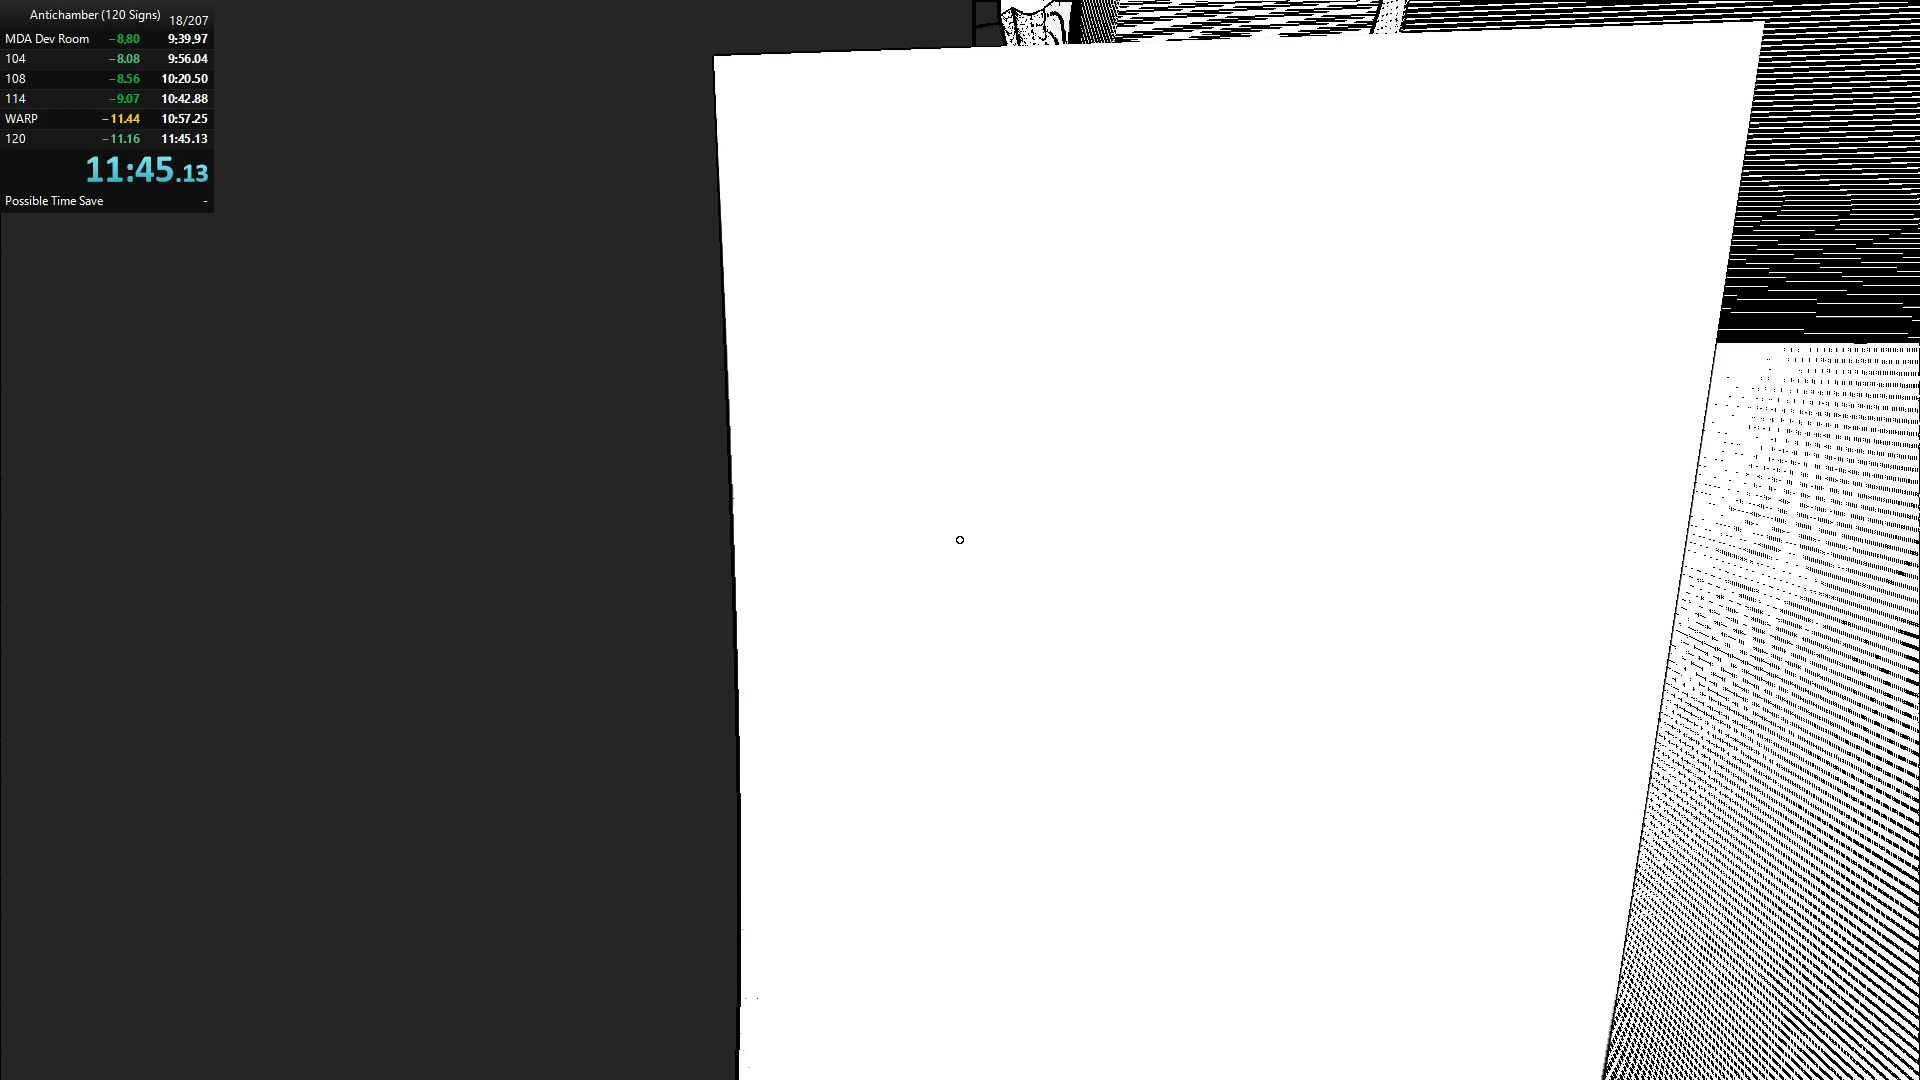 Antichamber (120 Signs) 18/207
MDA Dev Room −8.80 9:39.97
104 −8.08 9:56.04
108 −8.56 10:20.50
114 −9.07 10:42.88
WARP −11.44 10:57.25
120 −11.16 11:45.13
11:45.13
Possible Time Save -